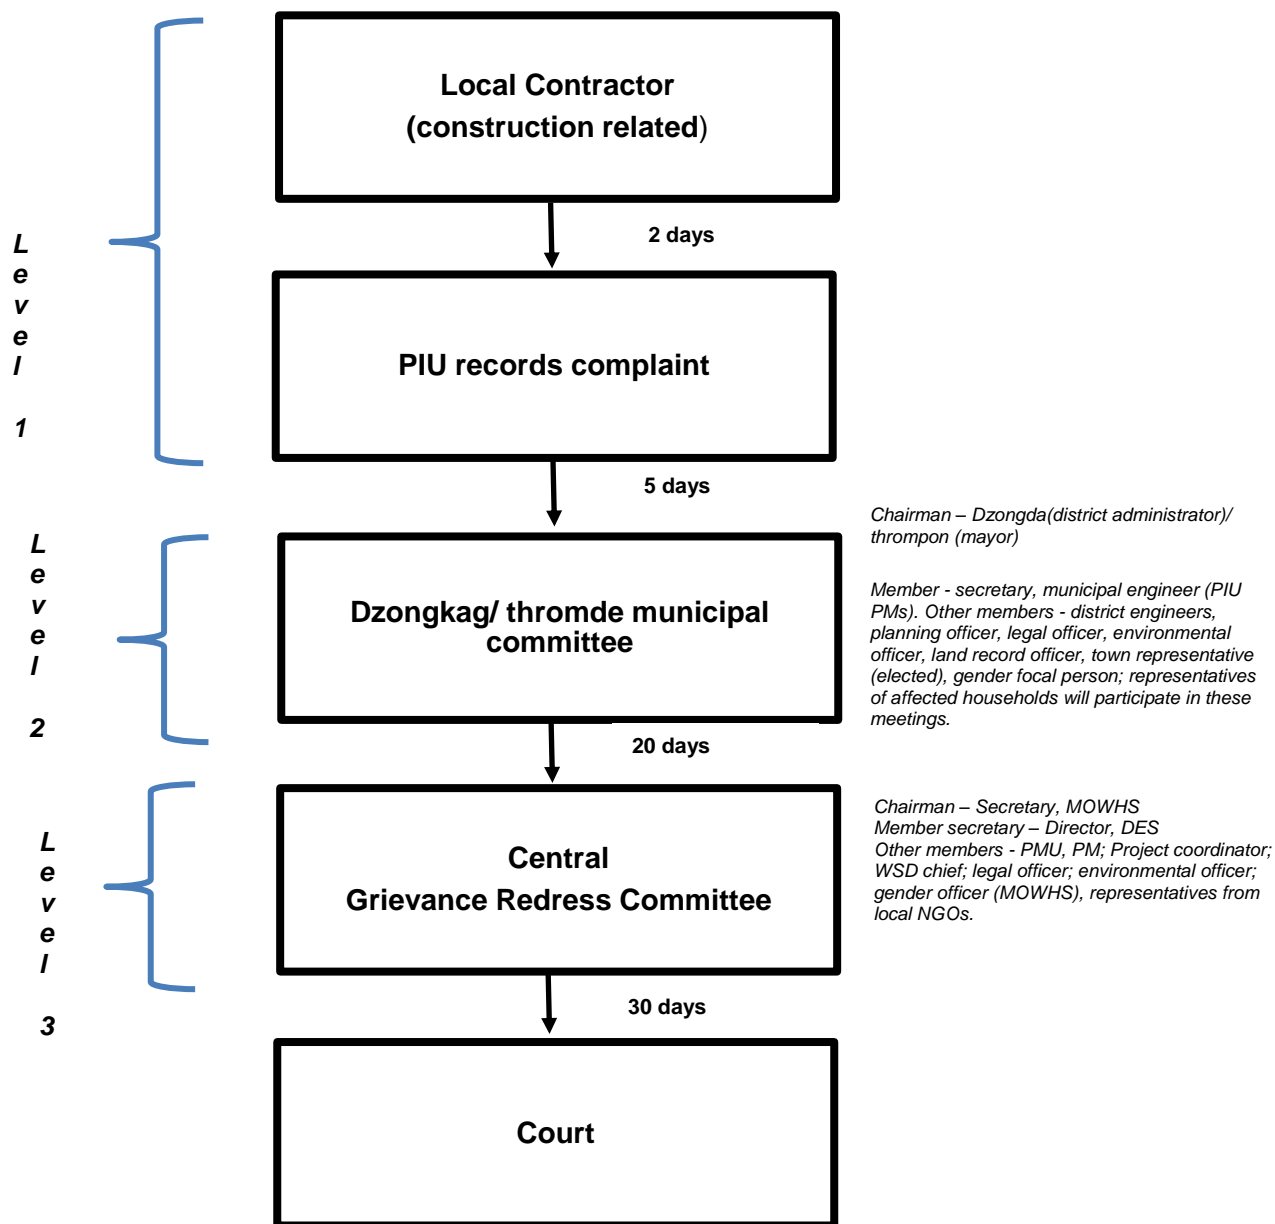 Local Contractor
(construction related)
2 days
Level 1
PIU records complaint
5 days
Chairman – Dzongda(district administrator)/
thrompon (mayor)
Level 2
Dzongkag/ thromde municipal
committee
Member - secretary, municipal engineer (PIU
PMs). Other members - district engineers,
planning officer, legal officer, environmental
officer, land record officer, town representative
(elected), gender focal person; representatives
of affected households will participate in these
meetings.
20 days
Level 3
Central
Grievance Redress Committee
Chairman – Secretary, MOWHS
Member secretary – Director, DES
Other members - PMU, PM; Project coordinator;
WSD chief; legal officer; environmental officer;
gender officer (MOWHS), representatives from
local NGOs.
30 days
Court